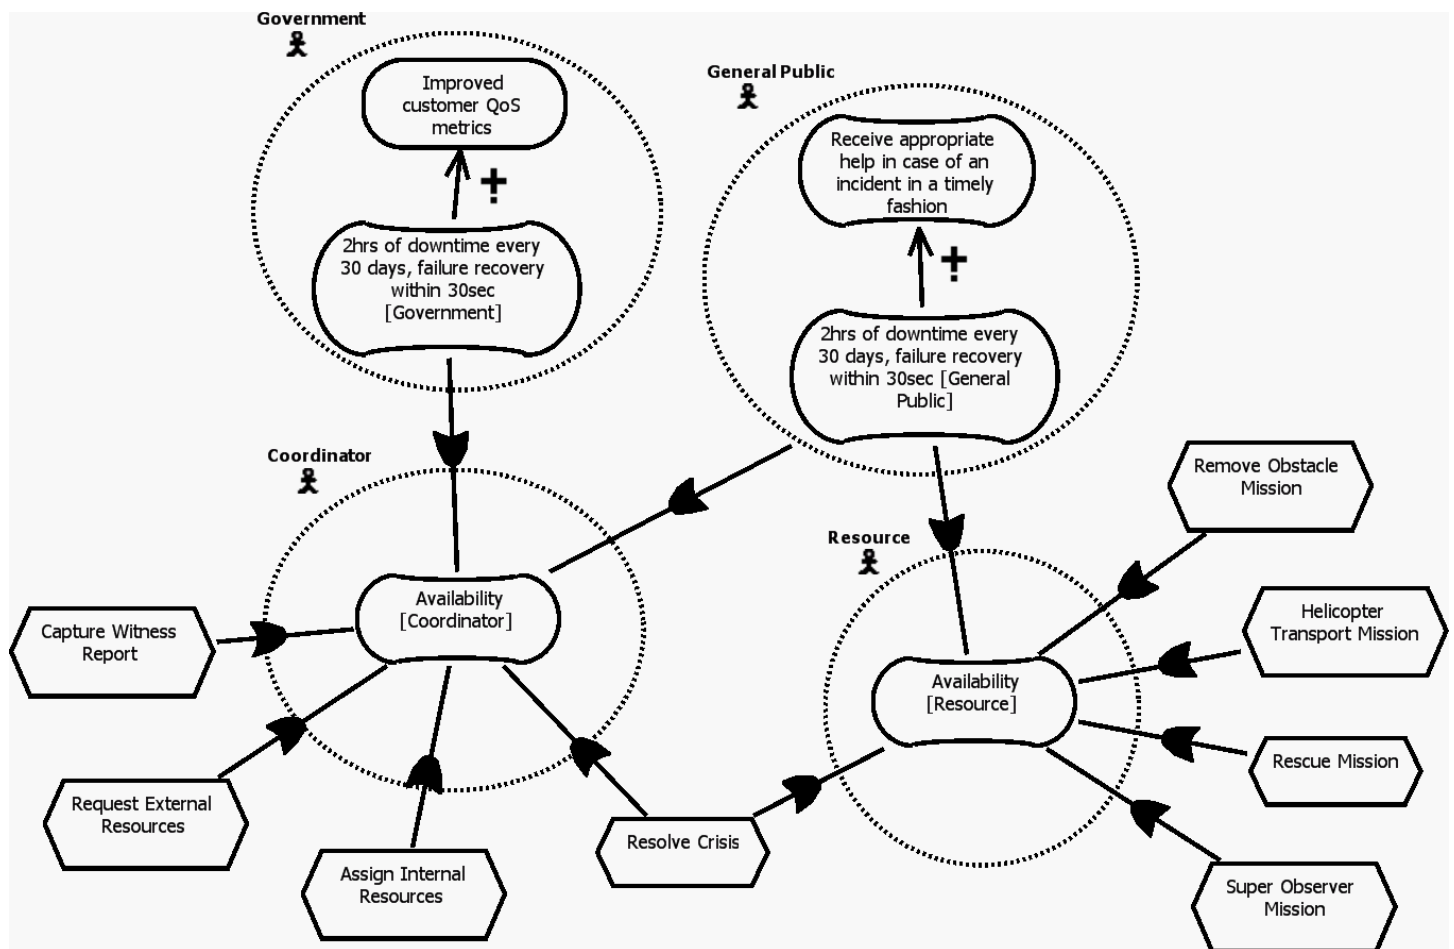 Government
Improved
customer QoS
metrics
2hrs of downtime every
30 days, failure recovery
within 30sec
[Government]
General Public
Receive appropriate
help in case of an
incident in a timely
fashion
2hrs of downtime every
30 days, failure recovery
within 30sec [General
Public]
Coordinator
Availability
[Coordinator]
Capture Witness
Report
Request External
Resources
Assign Internal
Resources
Resolve Crisis
Resource
Availability
[Resource]
Remove Obstacle
Mission
Helicopter
Transport Mission
Rescue Mission
Super Observer
Mission